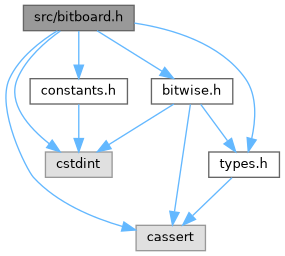 src/bitboard.h
constants.h
bitwise.h
cstdint
types.h
cassert